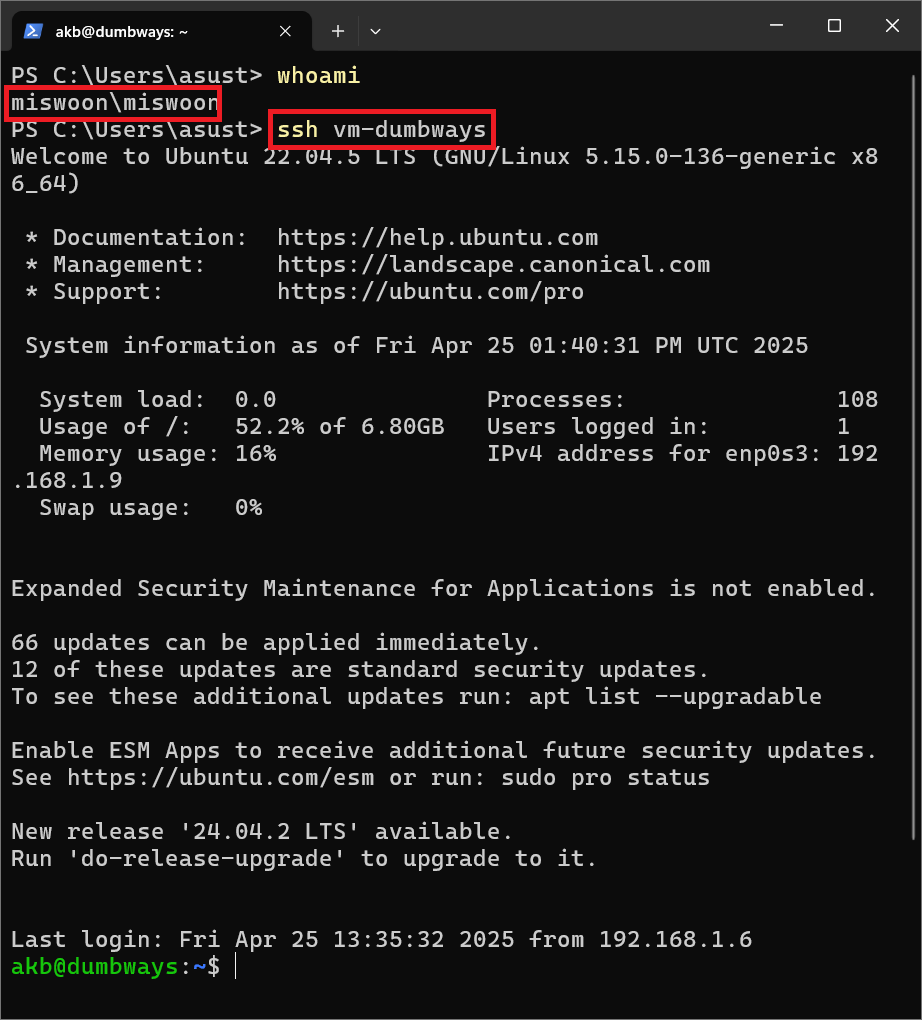 akb@dumbways: ~
PS C:\Users\asust> whoami
miswoon\miswoon
PS C:\Users\asust> ssh vm-dumbways
Welcome to Ubuntu 22.04.5 LTS (GNU/Linux 5.15.0-136-generic x8
6_64)
 * Documentation:  https://help.ubuntu.com
 * Management:     https://landscape.canonical.com
 * Support:        https://ubuntu.com/pro
 System information as of Fri Apr 25 01:40:31 PM UTC 2025
  System load:  0.0               Processes:               108
  Usage of /:   52.2% of 6.80GB   Users logged in:         1
  Memory usage: 16%               IPv4 address for enp0s3: 192
.168.1.9
  Swap usage:   0%
Expanded Security Maintenance for Applications is not enabled.
66 updates can be applied immediately.
12 of these updates are standard security updates.
To see these additional updates run: apt list --upgradable
Enable ESM Apps to receive additional future security updates.
See https://ubuntu.com/esm or run: sudo pro status
New release '24.04.2 LTS' available.
Run 'do-release-upgrade' to upgrade to it.
Last login: Fri Apr 25 13:35:32 2025 from 192.168.1.6
akb@dumbways:~$